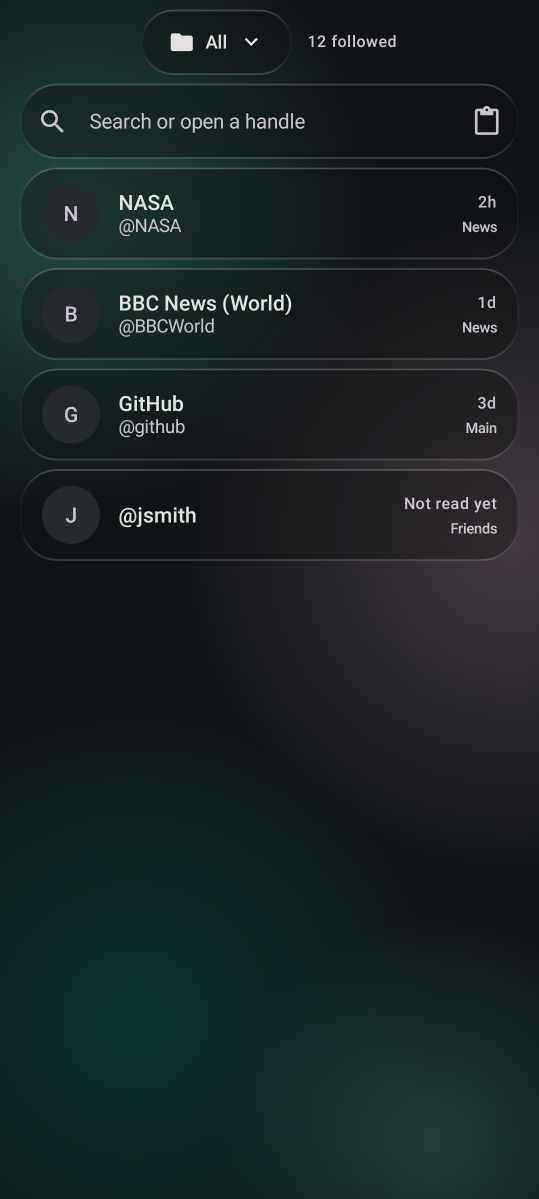 All
12 followed
Search or open a handle
N
NASA
@NASA
2h
News
B
BBC News (World)
@BBCWorld
1d
News
G
GitHub
@github
3d
Main
J
@jsmith
Not read yet
Friends